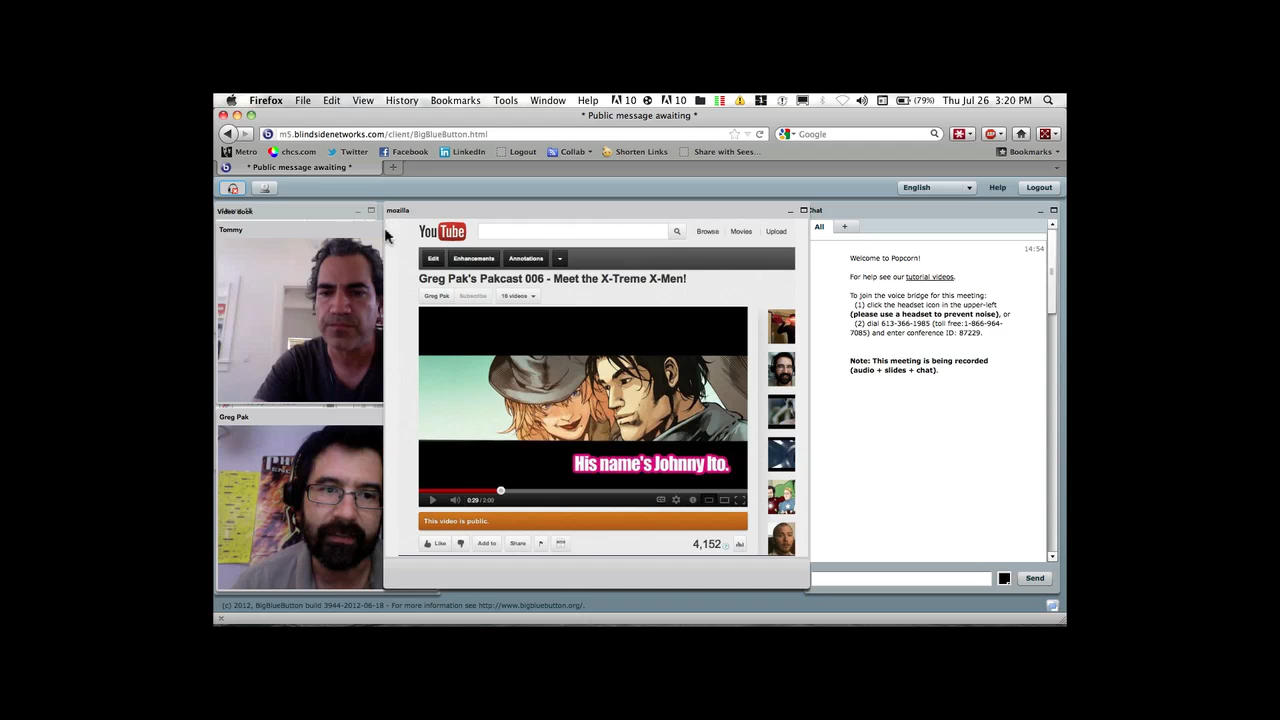 Firefox File Edit View History Bookmarks Tools Window Help 10 10 (79%) Thu Jul 26 3:20 PM
* Public message awaiting *
m5.blindsidenetworks.com/client/BigBlueButton.html Google
Metro chcs.com Twitter Facebook LinkedIn Logout Collab Shorten Links Share with Sees... Bookmarks
* Public message awaiting *
English Help Logout
Video dock
mozilla
Chat
Tommy
YouTube Browse Movies Upload
All +
Edit Enhancements Annotations
14:54
Welcome to Popcorn!
Greg Pak's Pakcast 006 - Meet the X-Treme X-Men!
For help see our tutorial videos.
Greg Pak Subscribe 16 videos
To join the voice bridge for this meeting:
(1) click the headset icon in the upper-left
(please use a headset to prevent noise), or
(2) dial 613-366-1985 (toll free:1-866-964-
7085) and enter conference ID: 87229.
Note: This meeting is being recorded
(audio + slides + chat).
Greg Pak
His name's Johnny Ito.
0:29 / 2:09
This video is public.
Like Add to Share 4,152
Send
(c) 2012, BigBlueButton build 3944-2012-06-18 - For more information see http://www.bigbluebutton.org/.